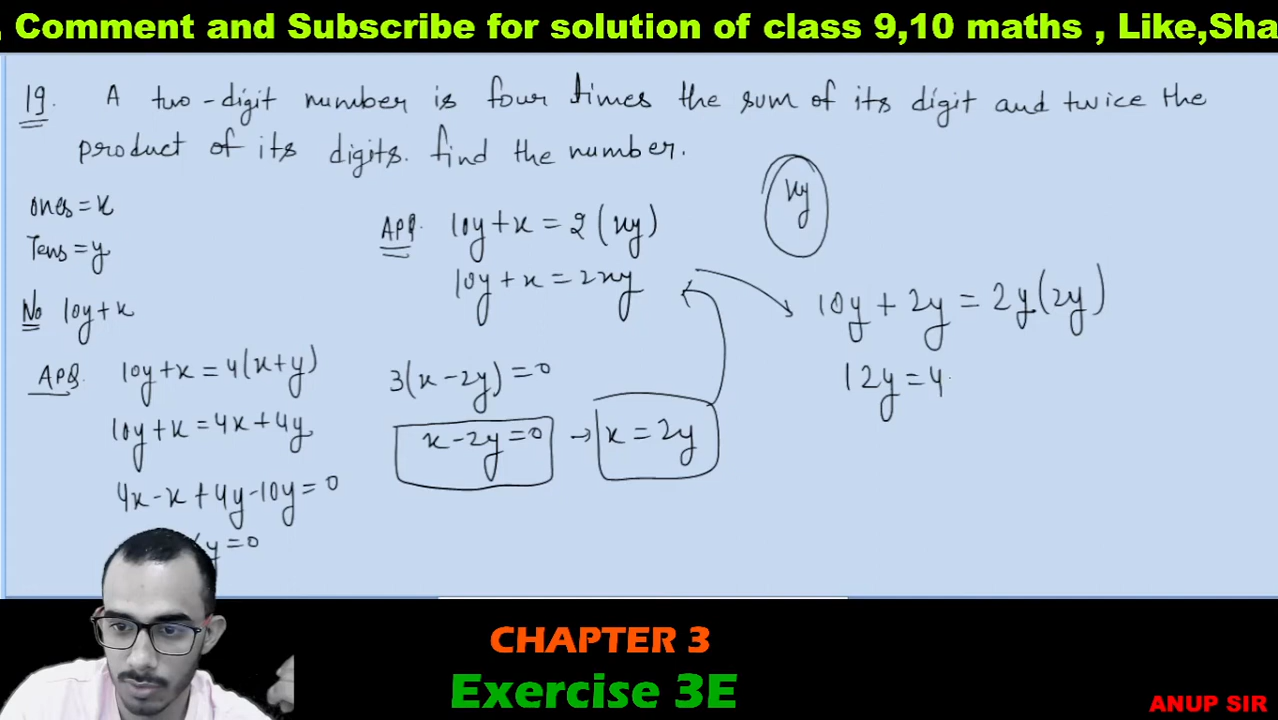 . Comment and Subscribe for solution of class 9,10 maths , Like,Sha
19. A two-digit number is four times the sum of its digit and twice the
product of its digits. find the number.
ones = x
Tens = y
No 10y+x
APQ. 10y+x = 4(x+y)
10y+x = 4x+4y
4x-x+4y-10y=0
y=0
APQ. 10y+x = 2(xy)
10y+x = 2xy
3(x-2y)=0
x-2y=0 → x=2y
xy
10y+2y = 2y(2y)
12y=4
CHAPTER 3
Exercise 3E
ANUP SIR